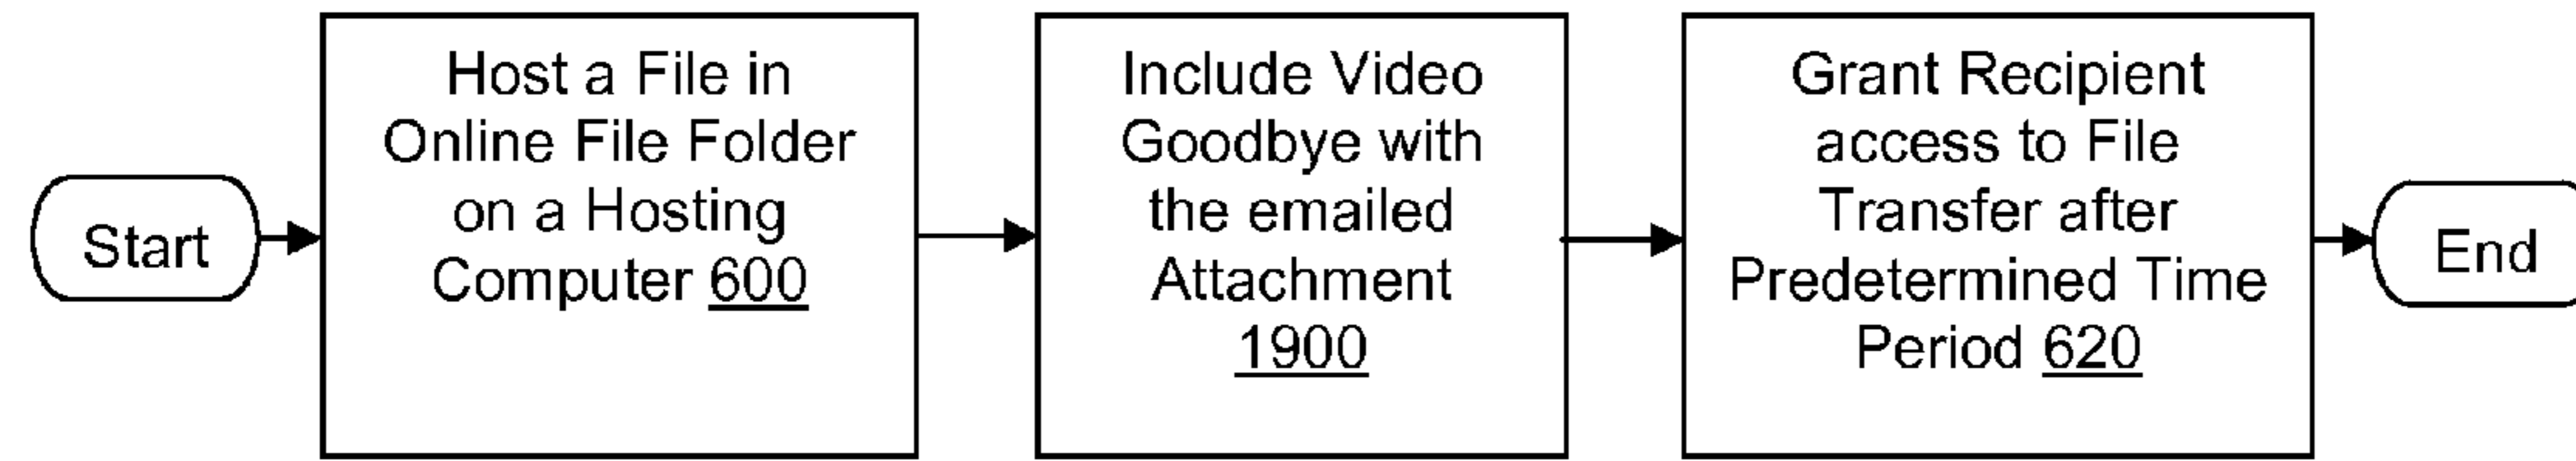 Start
Host a File in
Online File Folder
on a Hosting
Computer 600
Include Video
Goodbye with
the emailed
Attachment
1900
Grant Recipient
access to File
Transfer after
Predetermined Time
Period 620
End